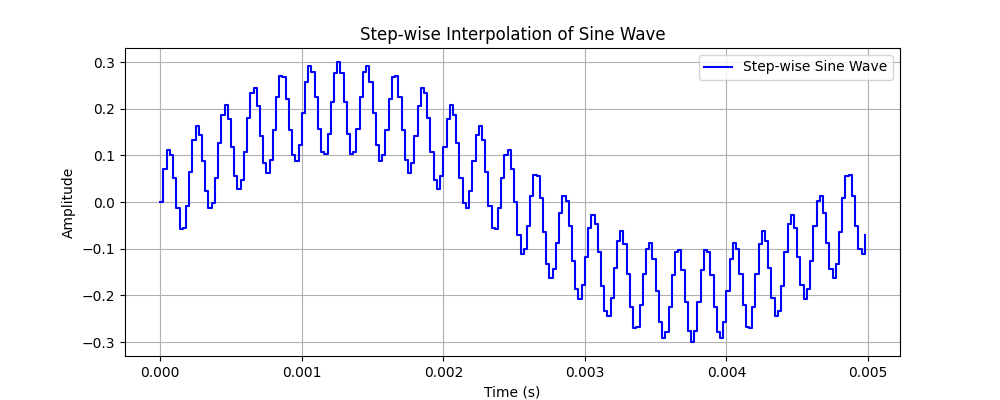 Step-wise Interpolation of Sine Wave
Step-wise Sine Wave
0.3
0.2
0.1
0.0
−0.1
−0.2
−0.3
Amplitude
0.000 0.001 0.002 0.003 0.004 0.005
Time (s)